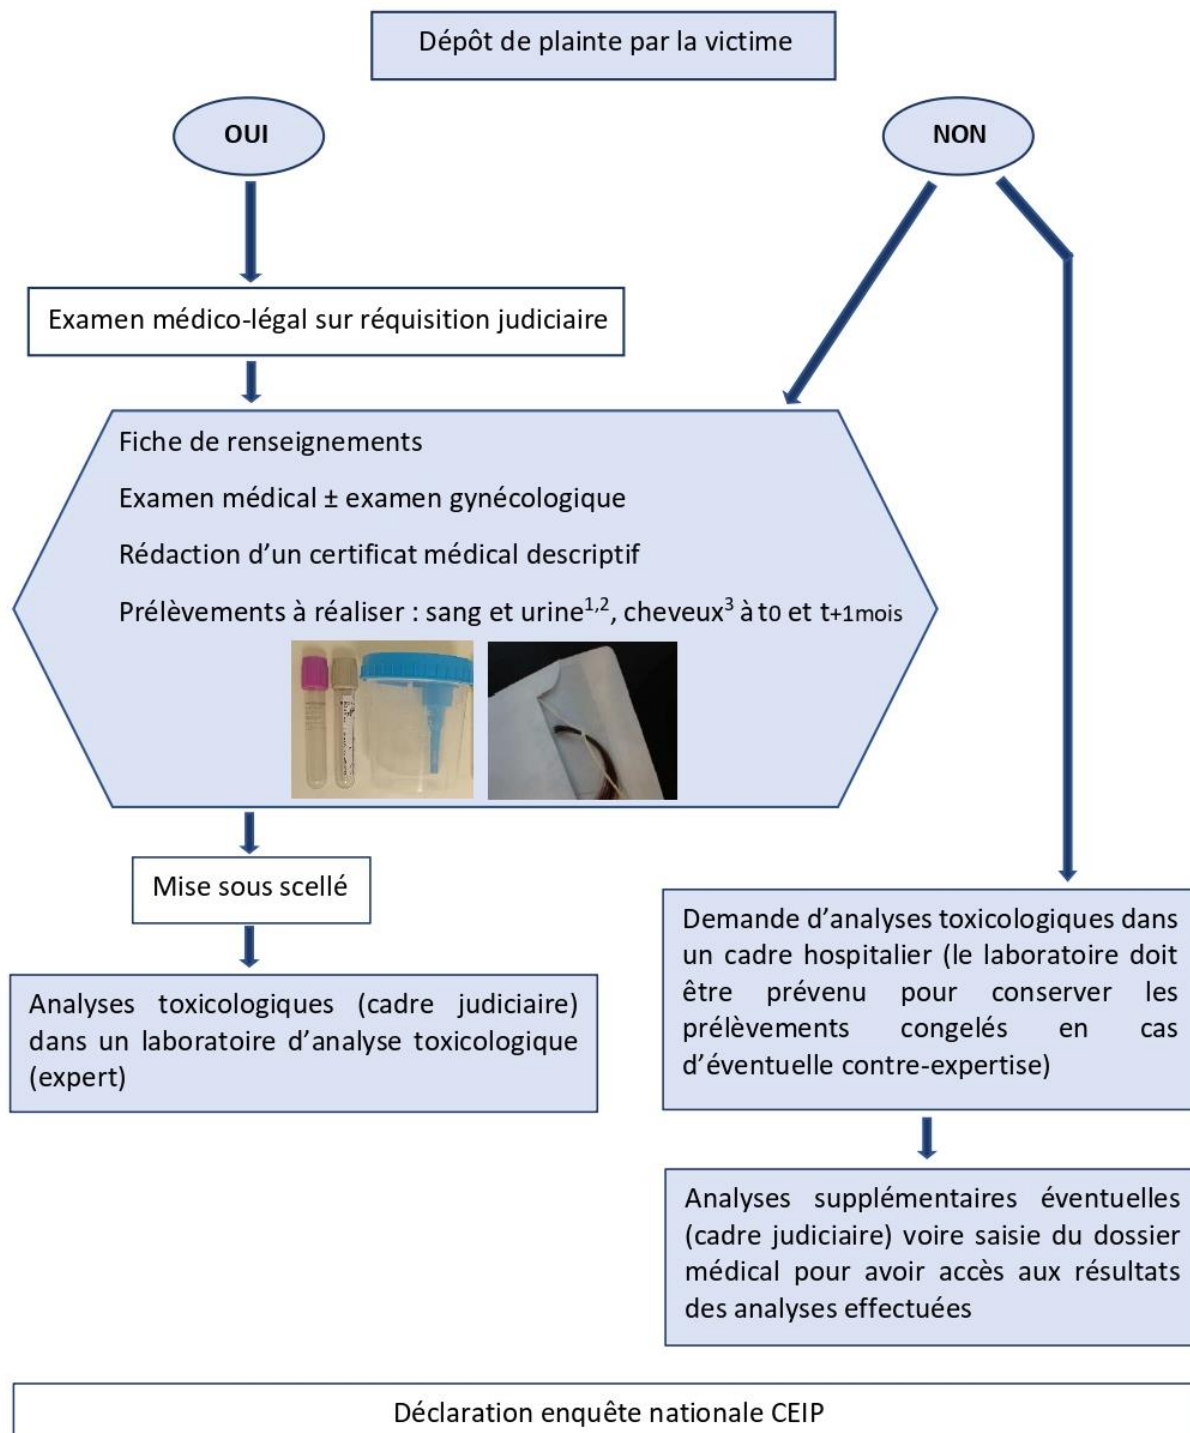 Dépôt de plainte par la victime
OUI
NON
Examen médico-légal sur réquisition judiciaire
Fiche de renseignements
Examen médical ± examen gynécologique
Rédaction d’un certificat médical descriptif
Prélèvements à réaliser : sang et urine1,2, cheveux3 à t0 et t+1mois
Mise sous scellé
Analyses toxicologiques (cadre judiciaire)
dans un laboratoire d’analyse toxicologique
(expert)
Demande d’analyses toxicologiques dans
un cadre hospitalier (le laboratoire doit
être prévenu pour conserver les
prélèvements congelés en cas
d’éventuelle contre-expertise)
Analyses supplémentaires éventuelles
(cadre judiciaire) voire saisie du dossier
médical pour avoir accès aux résultats
des analyses effectuées
Déclaration enquête nationale CEIP